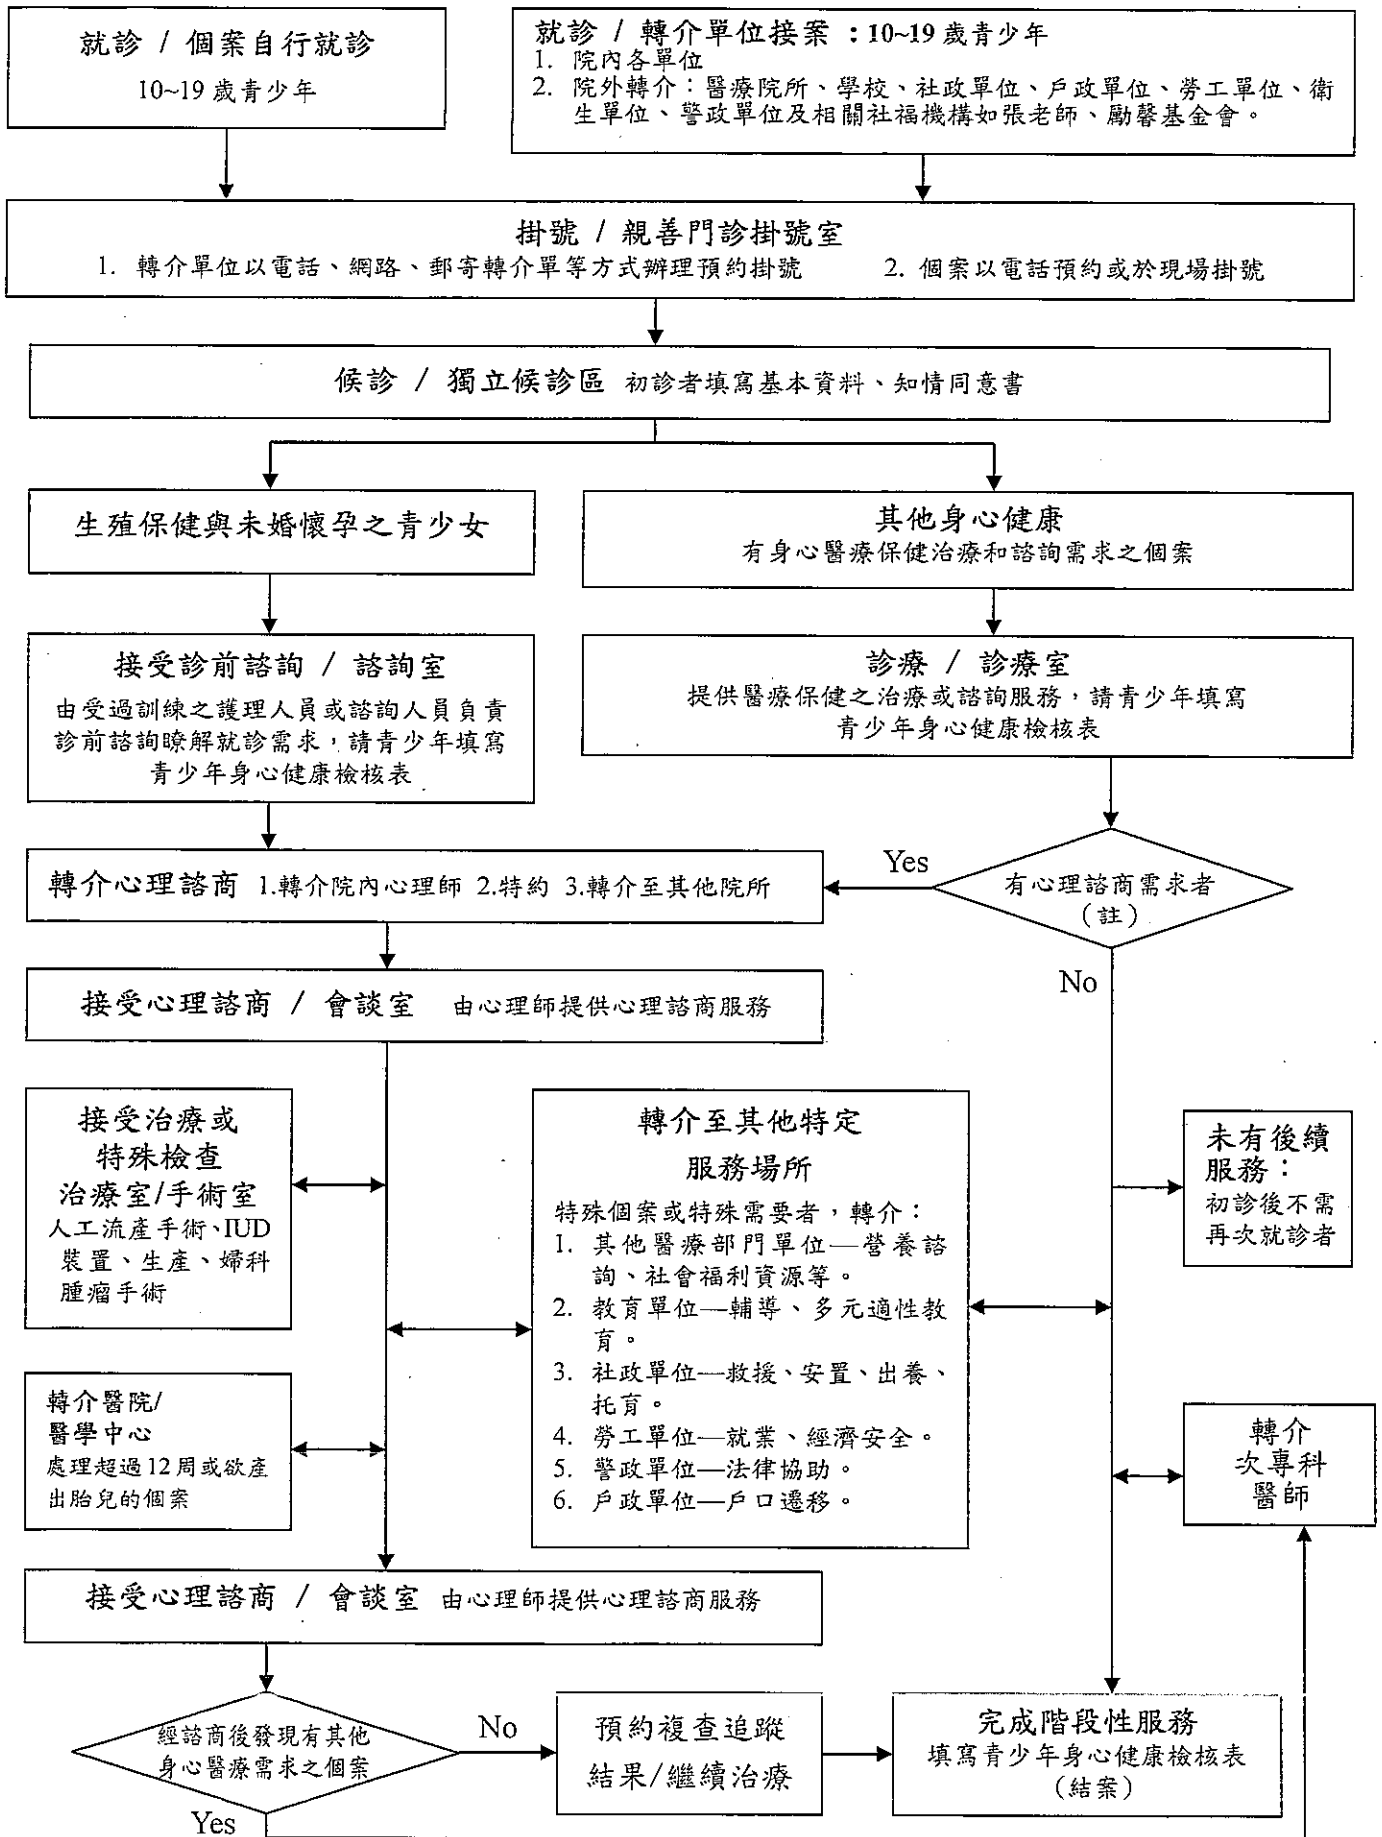 就診 / 個案自行就診
10~19 歲青少年
就診 / 轉介單位接案：10~19 歲青少年
1. 院內各單位
2. 院外轉介：醫療院所、學校、社政單位、戶政單位、勞工單位、衛
生單位、警政單位及相關社福機構如張老師、勵馨基金會。
掛號 / 親善門診掛號室
1. 轉介單位以電話、網路、郵寄轉介單等方式辦理預約掛號 2. 個案以電話預約或於現場掛號
候診 / 獨立候診區 初診者填寫基本資料、知情同意書
生殖保健與未婚懷孕之青少女
其他身心健康
有身心醫療保健治療和諮詢需求之個案
接受診前諮詢 / 諮詢室
由受過訓練之護理人員或諮詢人員負責
診前諮詢瞭解就診需求，請青少年填寫
青少年身心健康檢核表
診療 / 診療室
提供醫療保健之治療或諮詢服務，請青少年填寫
青少年身心健康檢核表
轉介心理諮商 1.轉介院內心理師 2.特約 3.轉介至其他院所
Yes
有心理諮商需求者
（註）
No
接受心理諮商 / 會談室 由心理師提供心理諮商服務
接受治療或
特殊檢查
治療室/手術室
人工流產手術、IUD
裝置、生產、婦科
腫瘤手術
轉介至其他特定
服務場所
特殊個案或特殊需要者，轉介：
1. 其他醫療部門單位—營養諮
詢、社會福利資源等。
2. 教育單位—輔導、多元適性教
育。
3. 社政單位—救援、安置、出養、
托育。
4. 勞工單位—就業、經濟安全。
5. 警政單位—法律協助。
6. 戶政單位—戶口遷移。
未有後續
服務：
初診後不需
再次就診者
轉介醫院/
醫學中心
處理超過 12 周或欲產
出胎兒的個案
轉介
次專科
醫師
接受心理諮商 / 會談室 由心理師提供心理諮商服務
經諮商後發現有其他
身心醫療需求之個案
No
預約複查追蹤
結果/繼續治療
完成階段性服務
填寫青少年身心健康檢核表
（結案）
Yes